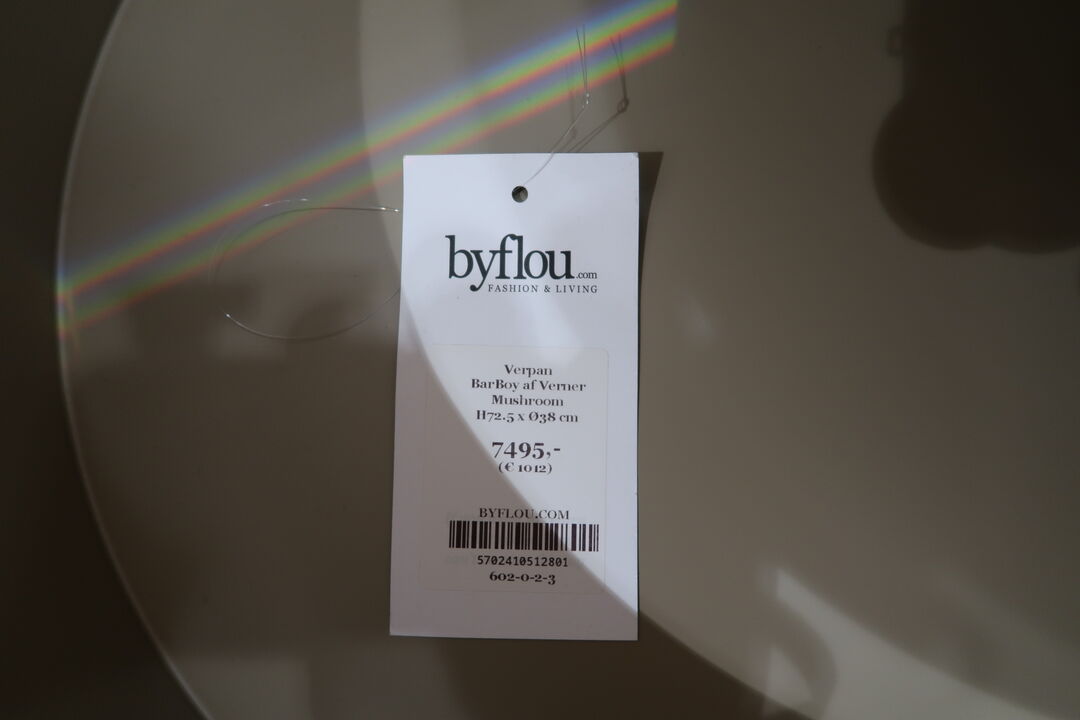 byflou.com
FASHION & LIVING
Verpan
BarBoy af Verner
Mushroom
H72.5 x Ø38 cm
7495,-
(€ 1012)
BYFLOU.COM
5702410512801
602-0-2-3